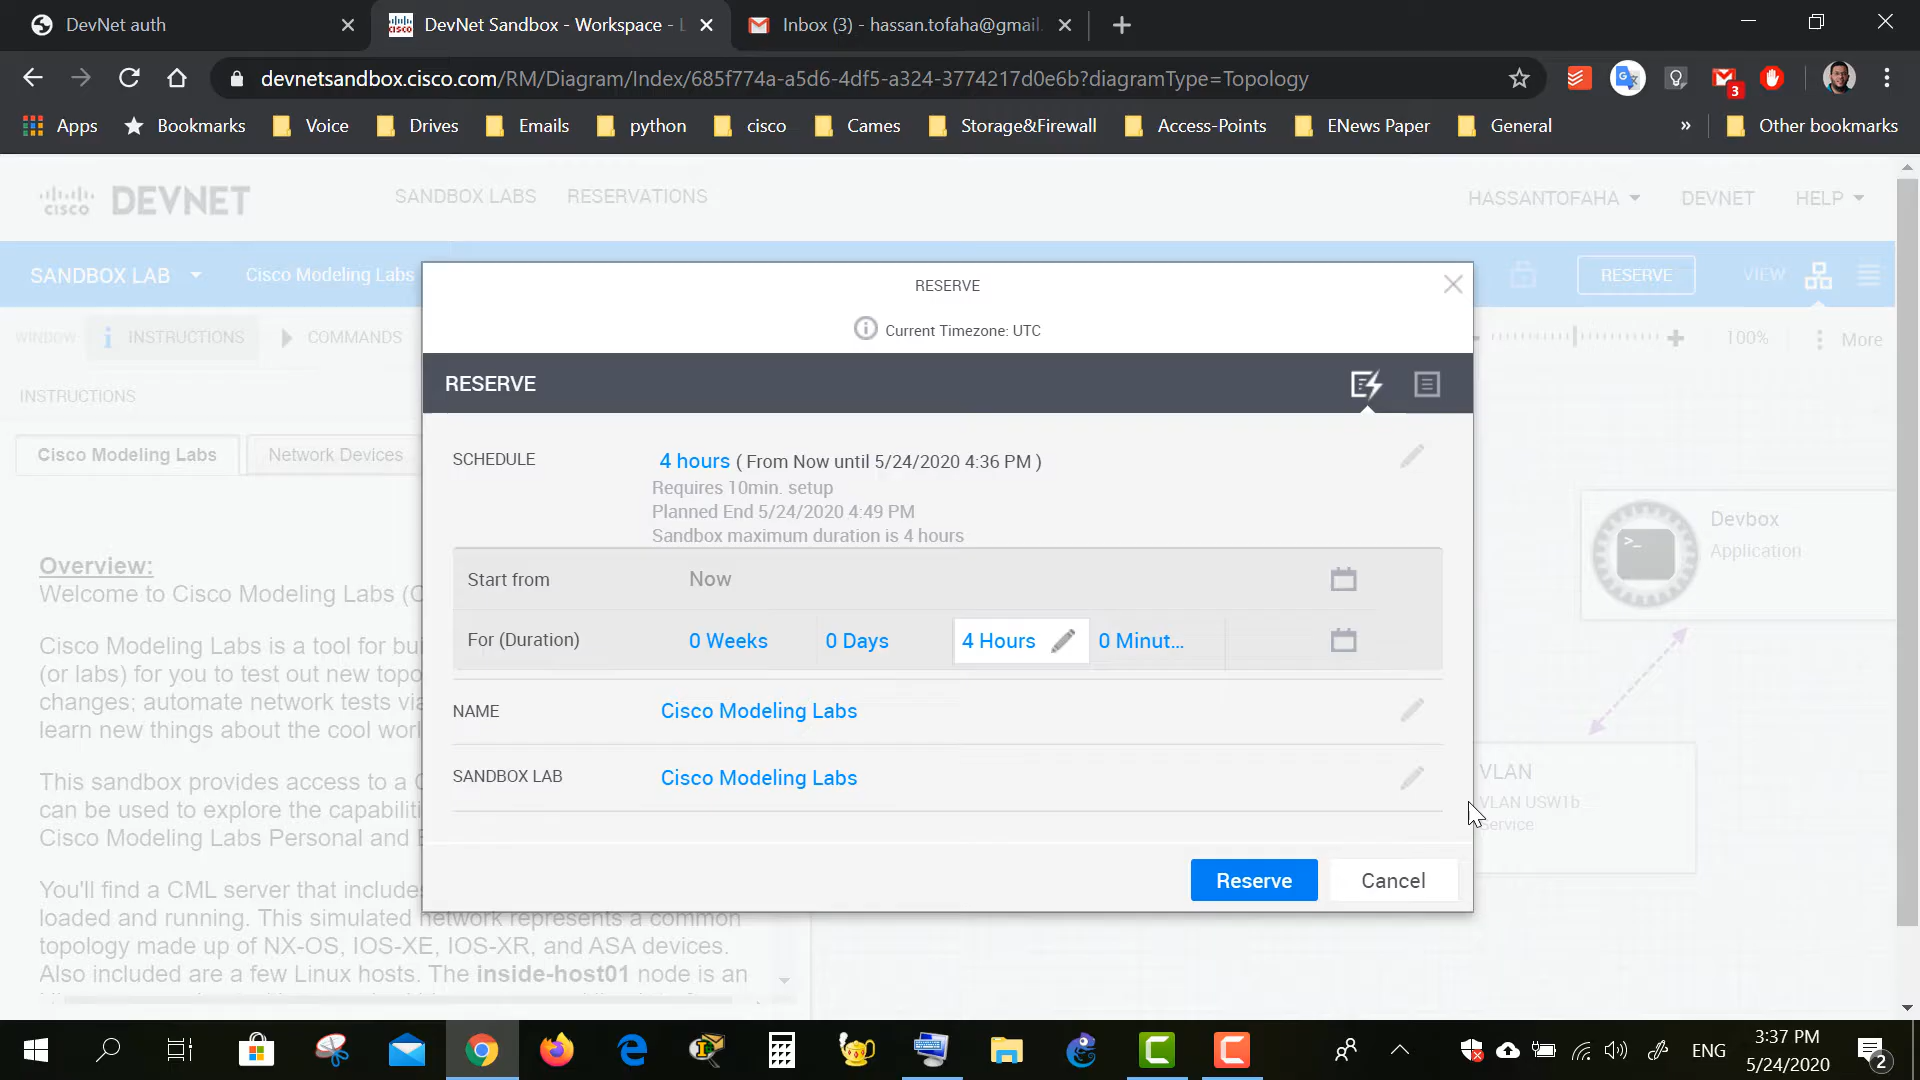 DevNet auth
DevNet Sandbox - Workspace - L
Inbox (3) - hassan.tofaha@gmail.
devnetsandbox.cisco.com/RM/Diagram/Index/685f774a-a5d6-4df5-a324-3774217d0e6b?diagramType=Topology
3
Apps
Bookmarks
Voice
Drives
Emails
python
cisco
Cames
Storage&Firewall
Access-Points
ENews Paper
General
»
Other bookmarks
cisco DEVNET
SANDBOX LABS
RESERVATIONS
HASSANTOFAHA
DEVNET
HELP
SANDBOX LAB
Cisco Modeling Labs
RESERVE
VIEW
WINDOW
INSTRUCTIONS
COMMANDS
100%
More
INSTRUCTIONS
Cisco Modeling Labs
Network Devices
Overview:
Welcome to Cisco Modeling Labs (C
Cisco Modeling Labs is a tool for bui
(or labs) for you to test out new topo
changes; automate network tests via
learn new things about the cool worl
This sandbox provides access to a C
can be used to explore the capabiliti
Cisco Modeling Labs Personal and E
You'll find a CML server that includes
loaded and running. This simulated network represents a common
topology made up of NX-OS, IOS-XE, IOS-XR, and ASA devices.
Also included are a few Linux hosts. The inside-host01 node is an
RESERVE
Current Timezone: UTC
RESERVE
SCHEDULE
4 hours ( From Now until 5/24/2020 4:36 PM )
Requires 10min. setup
Planned End 5/24/2020 4:49 PM
Sandbox maximum duration is 4 hours
Start from
Now
For (Duration)
0 Weeks
0 Days
4 Hours
0 Minut...
NAME
Cisco Modeling Labs
SANDBOX LAB
Cisco Modeling Labs
Reserve
Cancel
Devbox
Application
VLAN
VLAN USW1b
Service
ENG
3:37 PM
5/24/2020
2